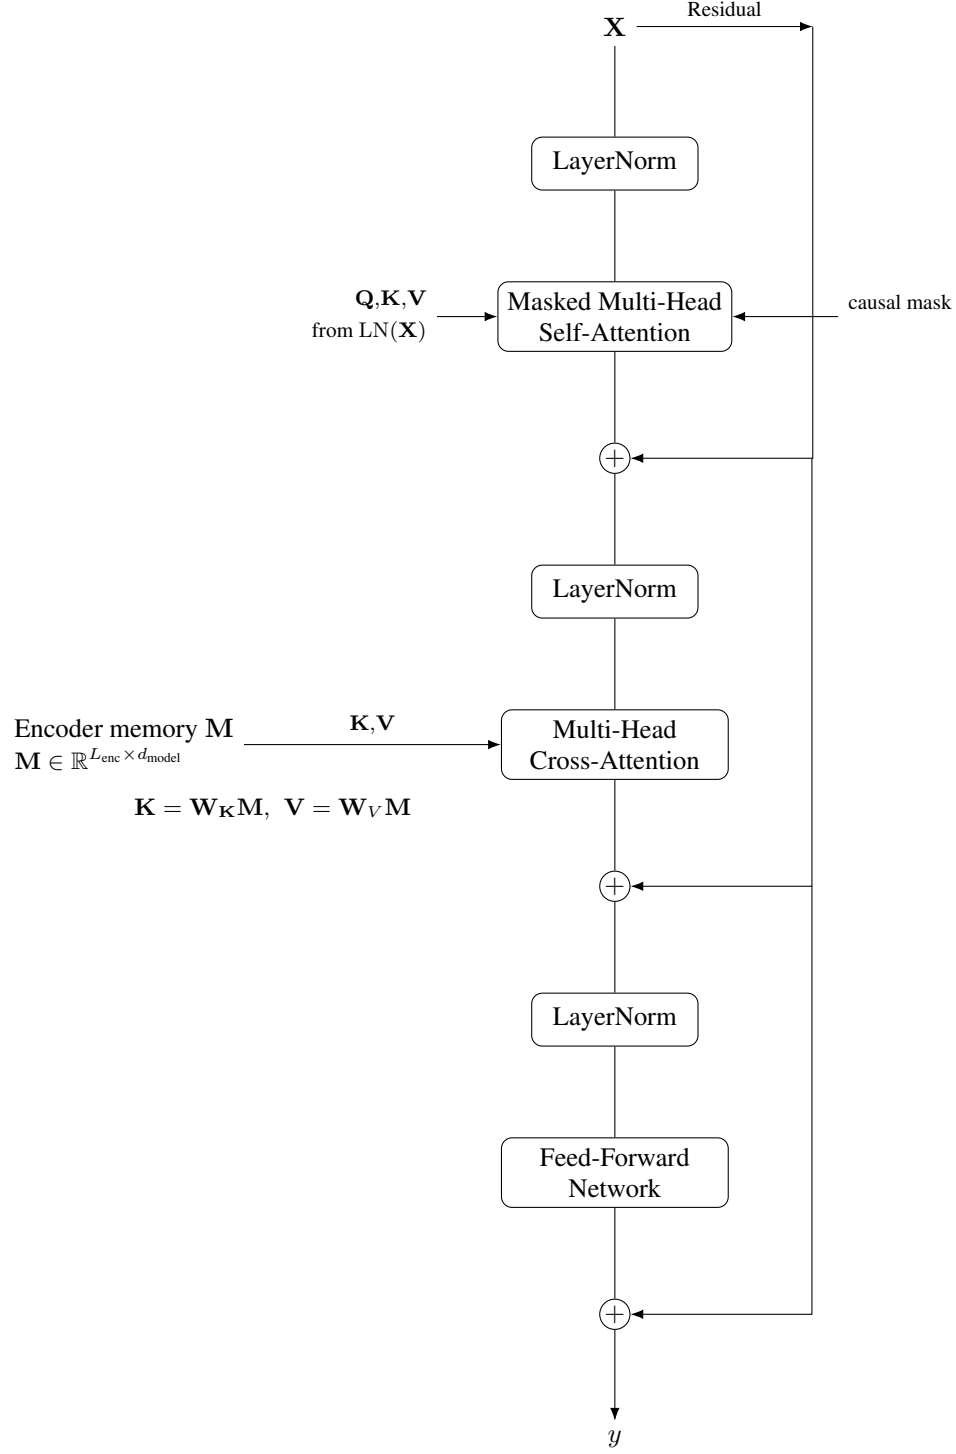 Residual
X
LayerNorm
Q,K,V
from LN(X)
Masked Multi-Head
Self-Attention
causal mask
+
LayerNorm
Encoder memory M
M ∈ ℝ^{L_enc × d_model}
K,V
Multi-Head
Cross-Attention
K = W_K M, V = W_V M
+
LayerNorm
Feed-Forward
Network
+
y